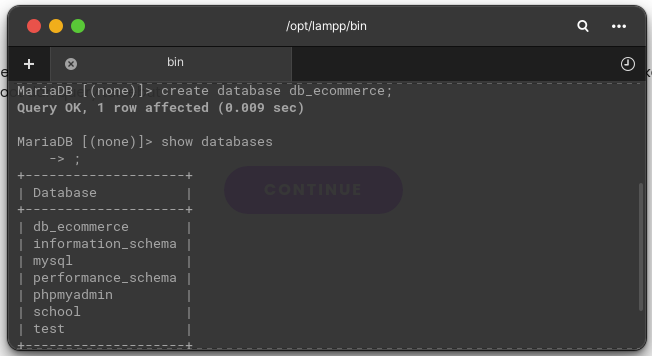 /opt/lampp/bin
bin
MariaDB [(none)]> create database db_ecommerce;
Query OK, 1 row affected (0.009 sec)
MariaDB [(none)]> show databases
    -> ;
+--------------------+
| Database           |
+--------------------+
| db_ecommerce       |
| information_schema |
| mysql              |
| performance_schema |
| phpmyadmin         |
| school             |
| test               |
+--------------------+
CONTINUE